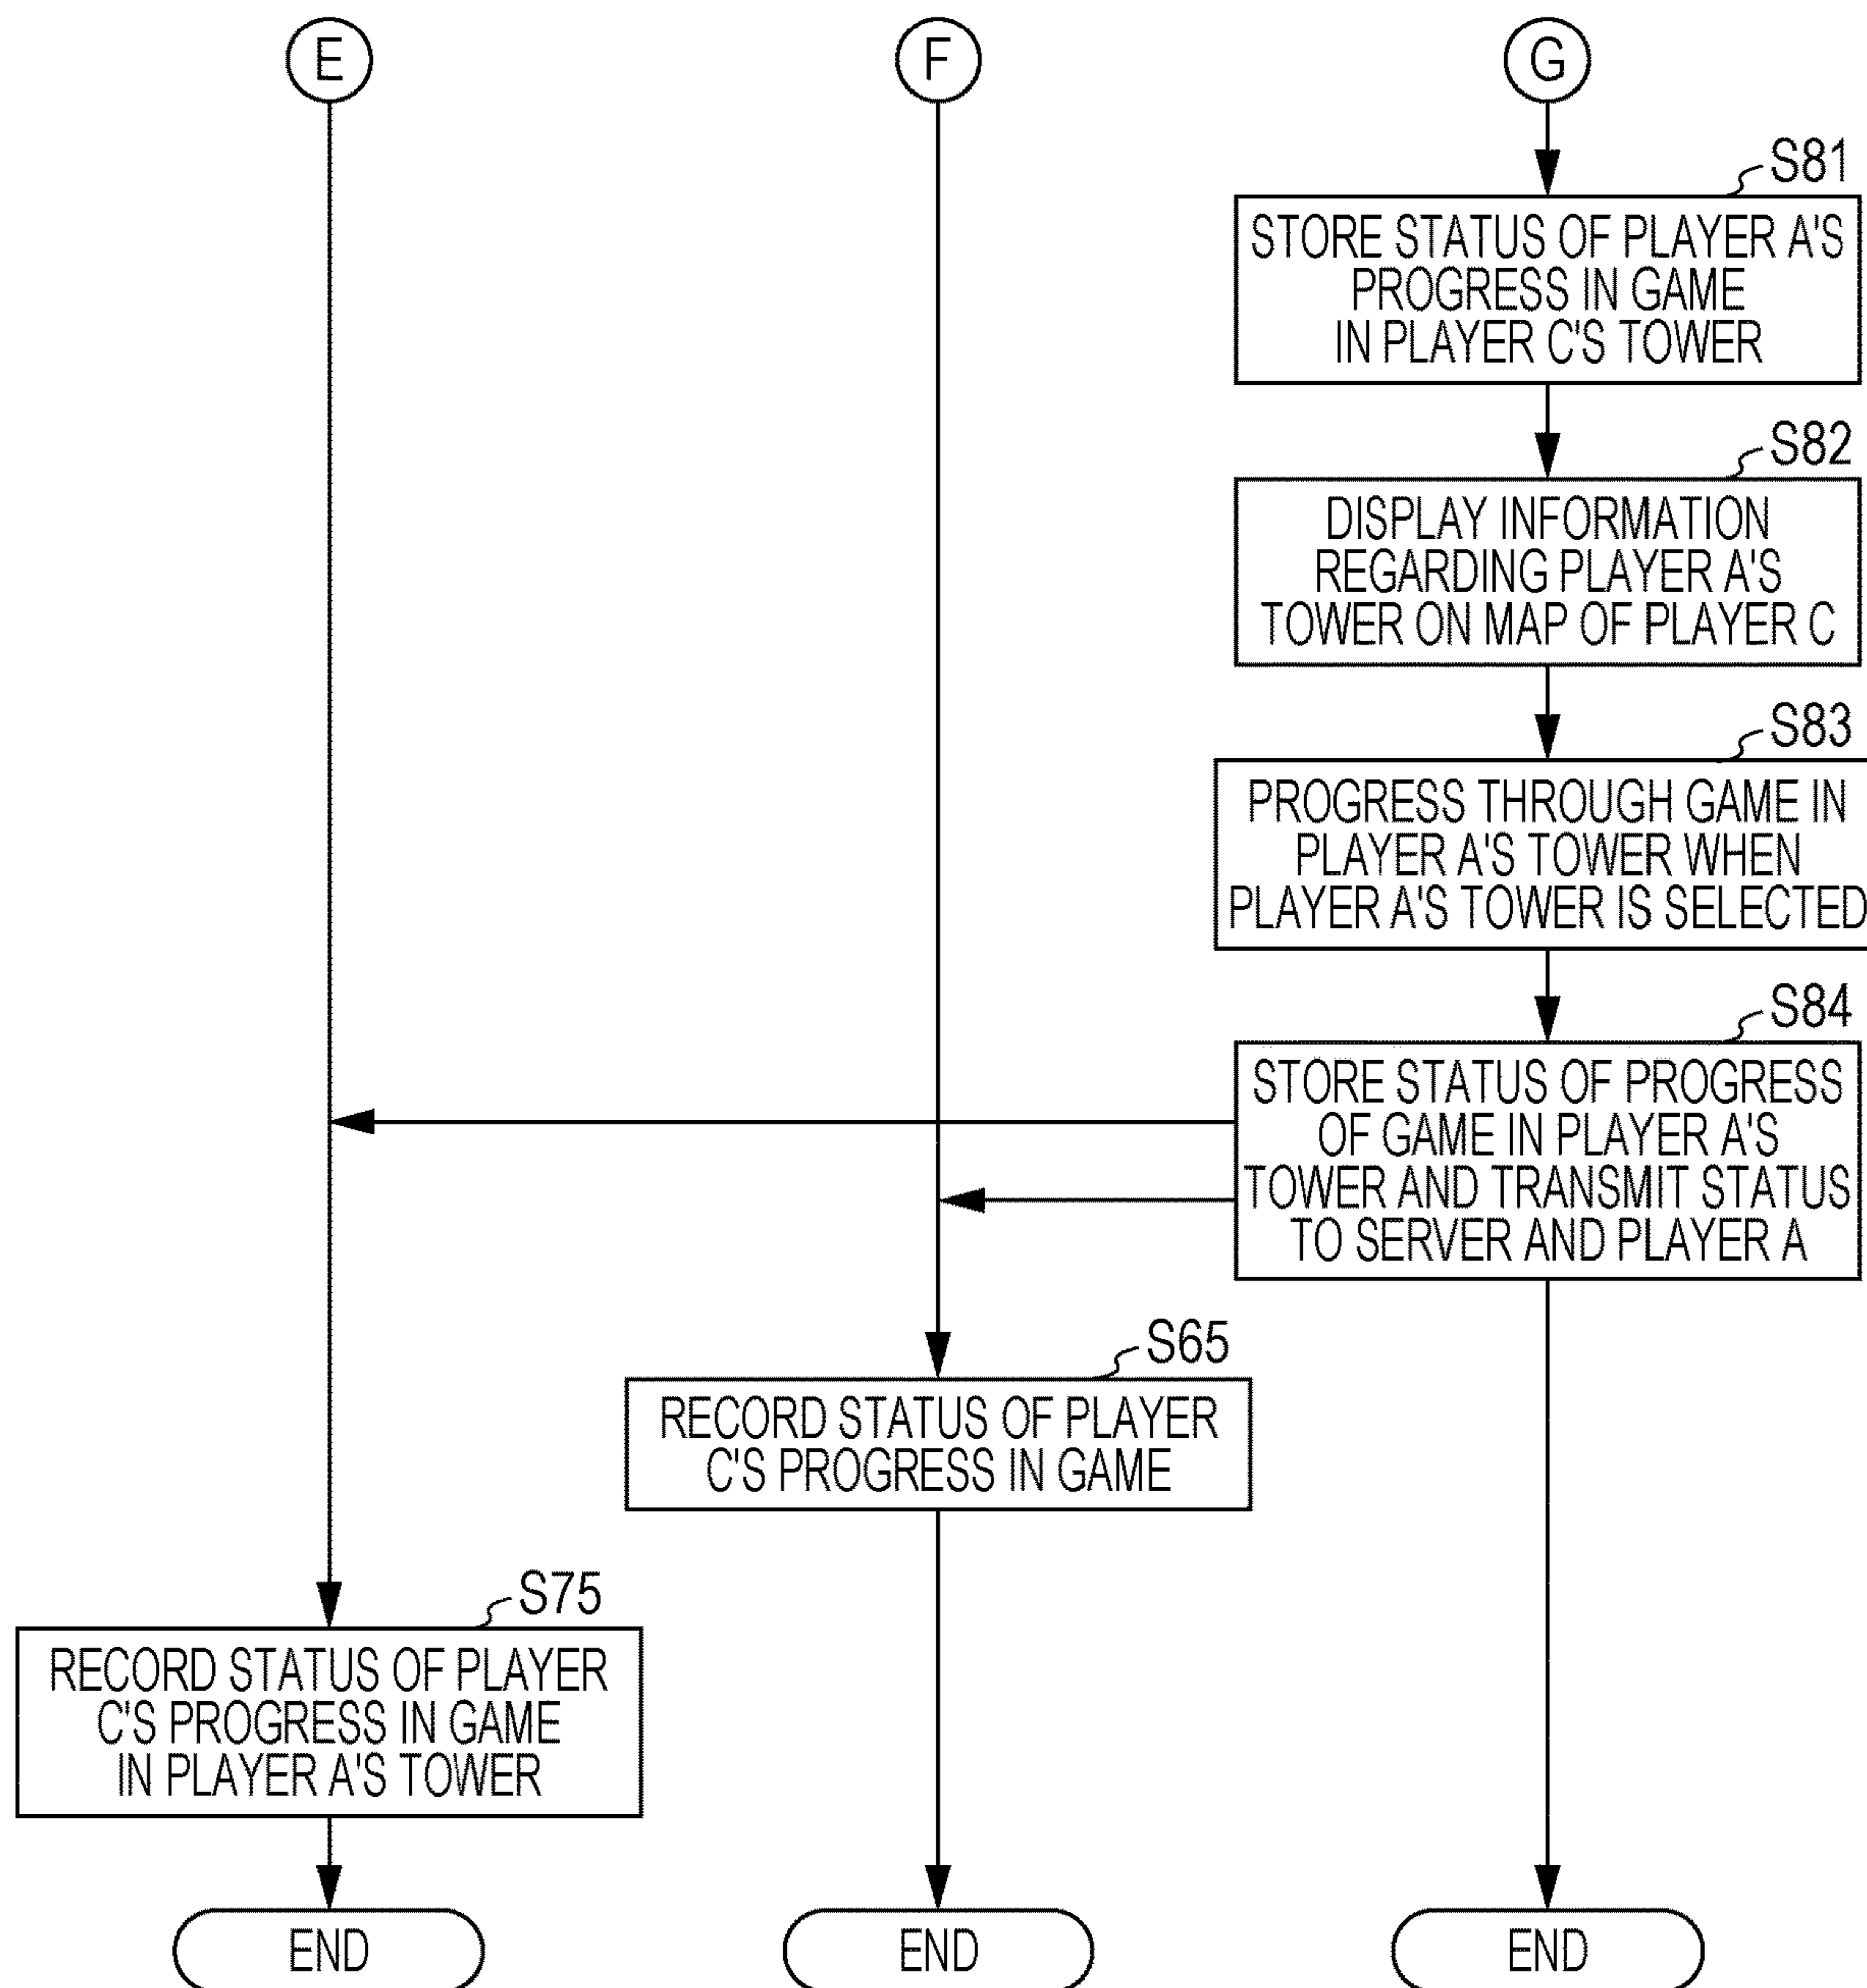 E
F
G
S81
STORE STATUS OF PLAYER A'S
PROGRESS IN GAME
IN PLAYER C'S TOWER
S82
DISPLAY INFORMATION
REGARDING PLAYER A'S
TOWER ON MAP OF PLAYER C
S83
PROGRESS THROUGH GAME IN
PLAYER A'S TOWER WHEN
PLAYER A'S TOWER IS SELECTED
S84
STORE STATUS OF PROGRESS
OF GAME IN PLAYER A'S
TOWER AND TRANSMIT STATUS
TO SERVER AND PLAYER A
S65
RECORD STATUS OF PLAYER
C'S PROGRESS IN GAME
S75
RECORD STATUS OF PLAYER
C'S PROGRESS IN GAME
IN PLAYER A'S TOWER
END
END
END